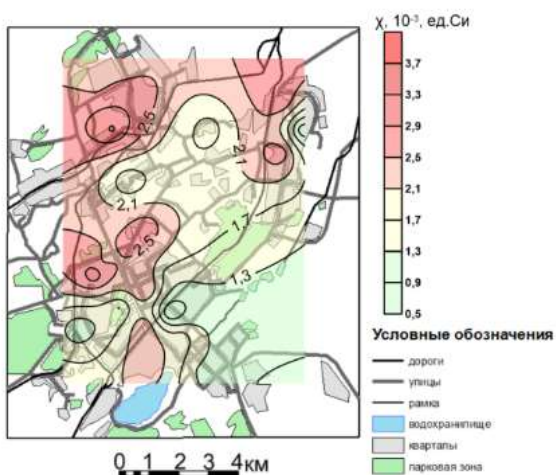 χ, 10⁻³, ед.Си
3,7
3,3
2,9
2,5
2,1
1,7
1,3
0,9
0,5
2,5
2,1
2,1
2,5
1,7
1,3
Условные обозначения
дороги
улицы
рамка
водохранилище
кварталы
парковая зона
0 1 2 3 4км